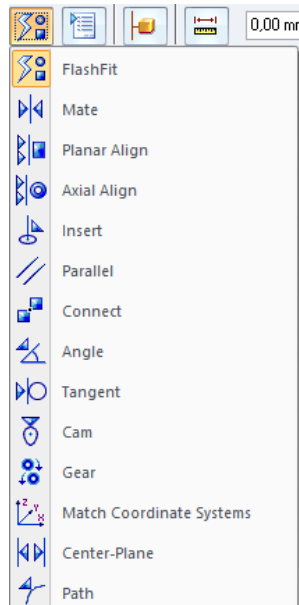 0,00 mr
FlashFit
Mate
Planar Align
Axial Align
Insert
Parallel
Connect
Angle
Tangent
Cam
Gear
Match Coordinate Systems
Center-Plane
Path